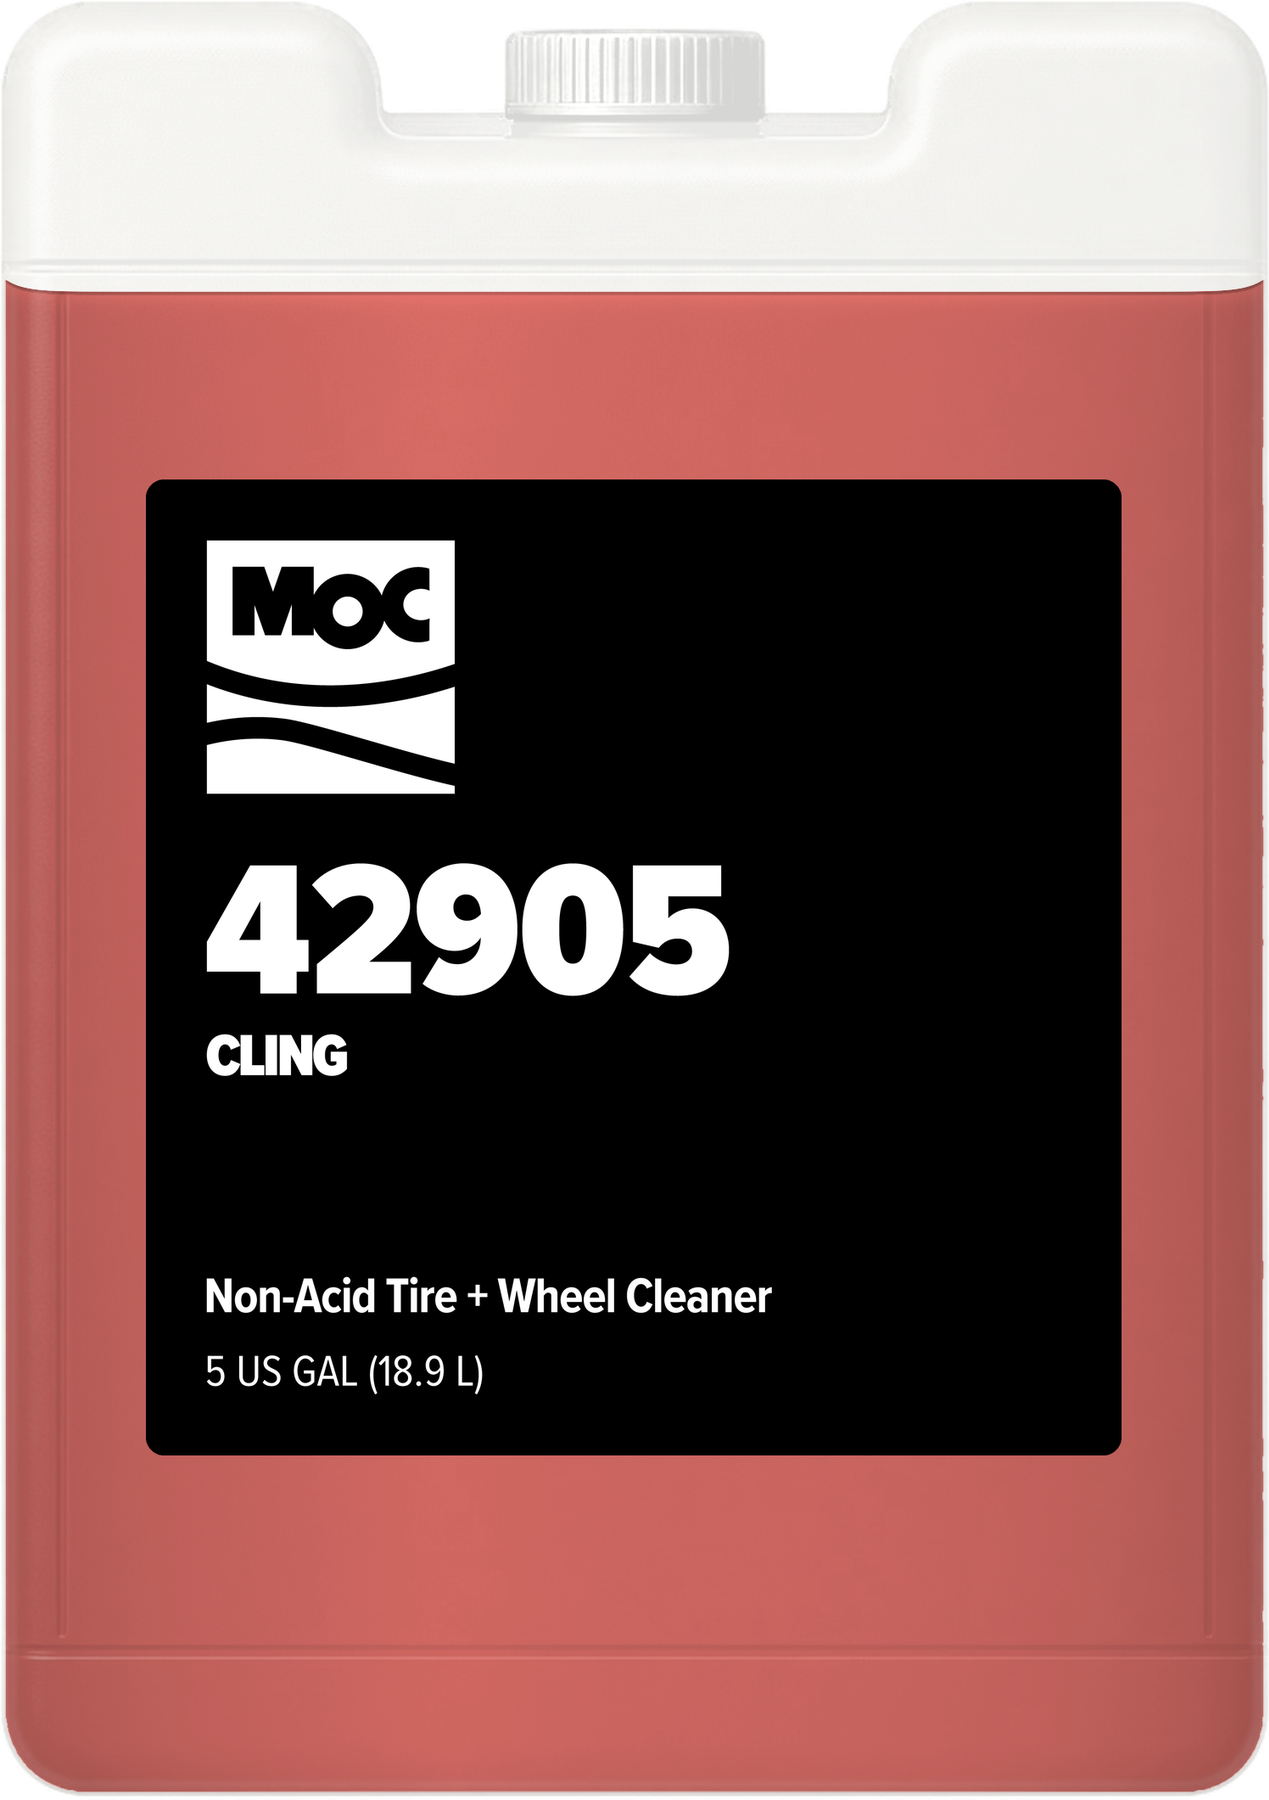 MOC
42905
CLING
Non-Acid Tire + Wheel Cleaner
5 US GAL (18.9 L)